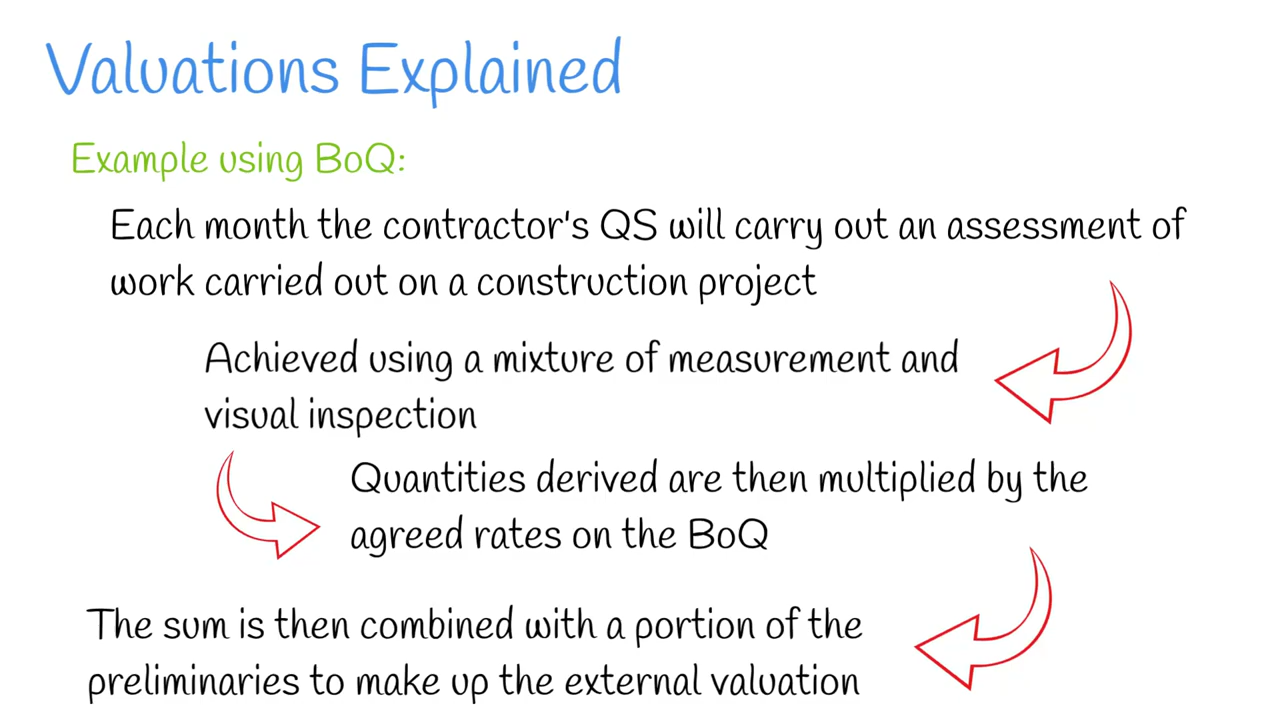 Valuations Explained
Example using BoQ:
Each month the contractor's QS will carry out an assessment of
work carried out on a construction project
Achieved using a mixture of measurement and
visual inspection
Quantities derived are then multiplied by the
agreed rates on the BoQ
The sum is then combined with a portion of the
preliminaries to make up the external valuation